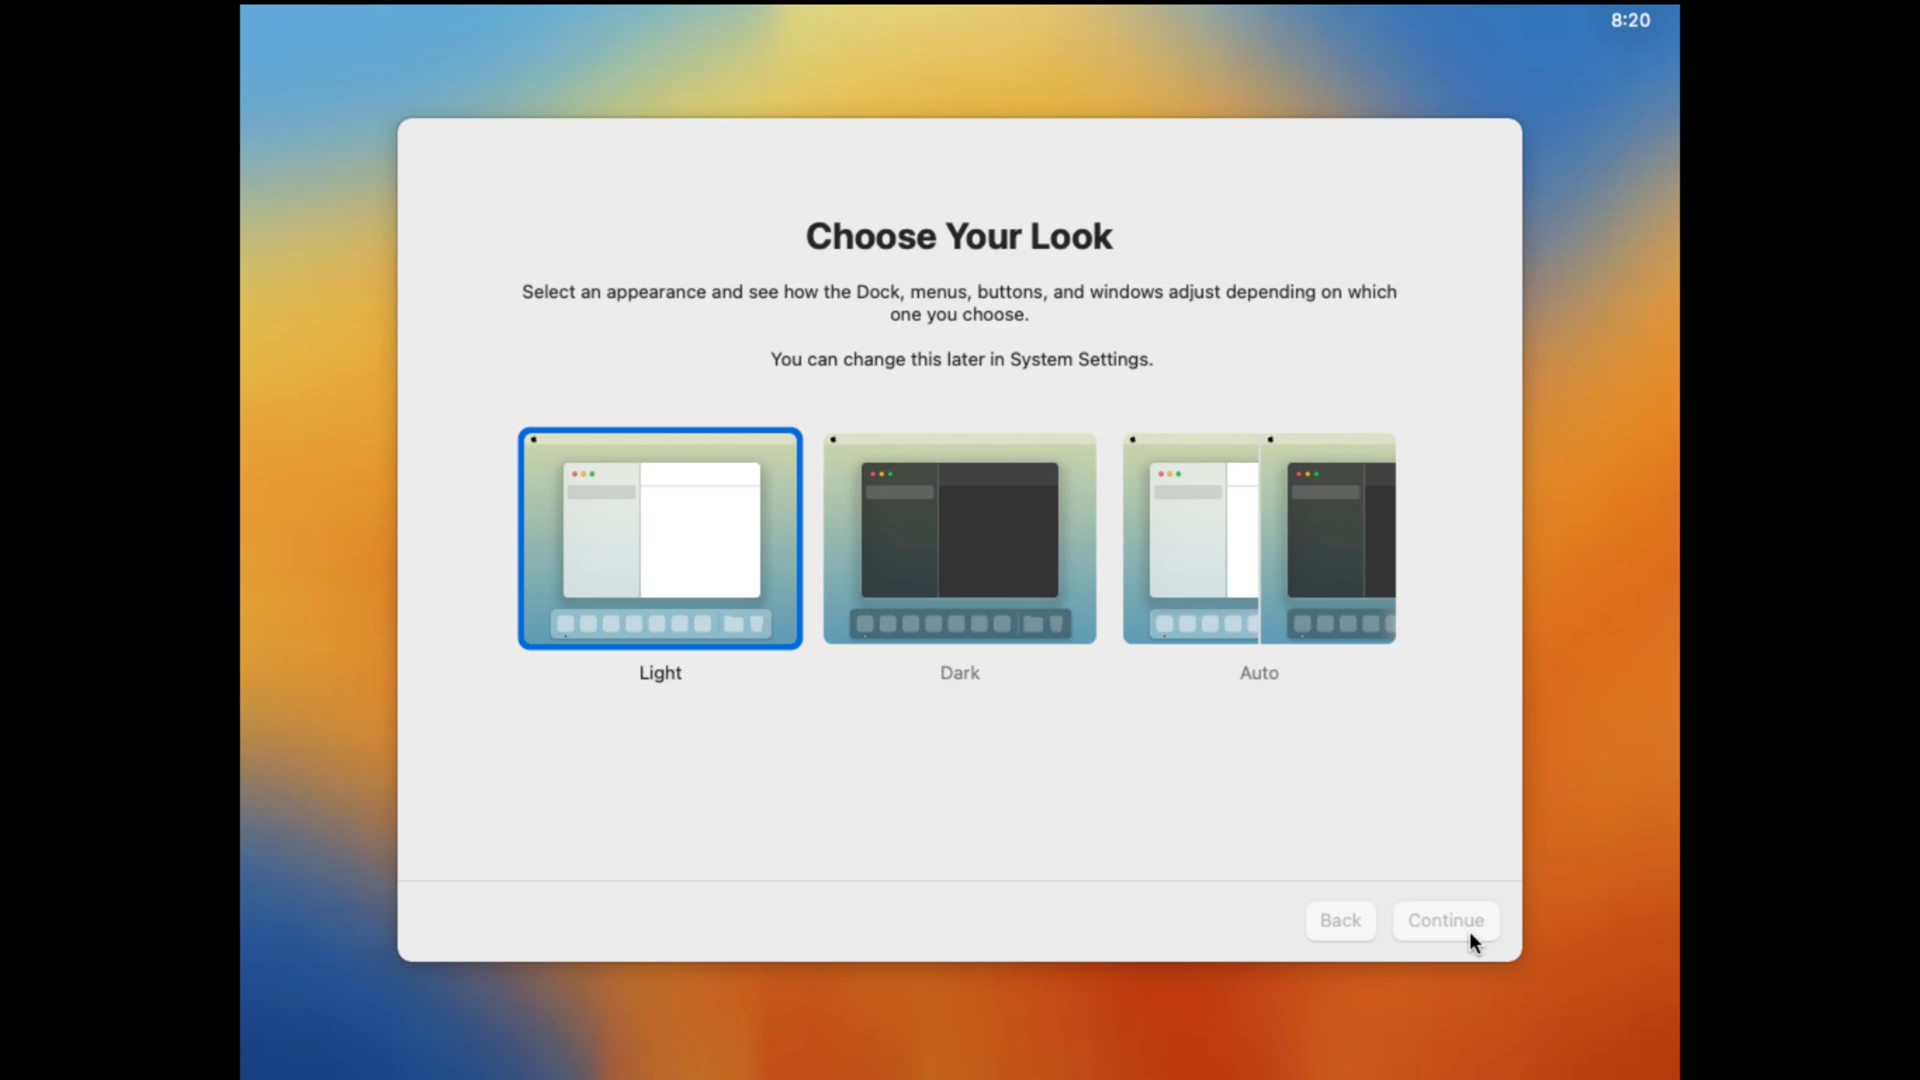 8:20
Choose Your Look
Select an appearance and see how the Dock, menus, buttons, and windows adjust depending on which
one you choose.
You can change this later in System Settings.
Light
Dark
Auto
Back
Continue